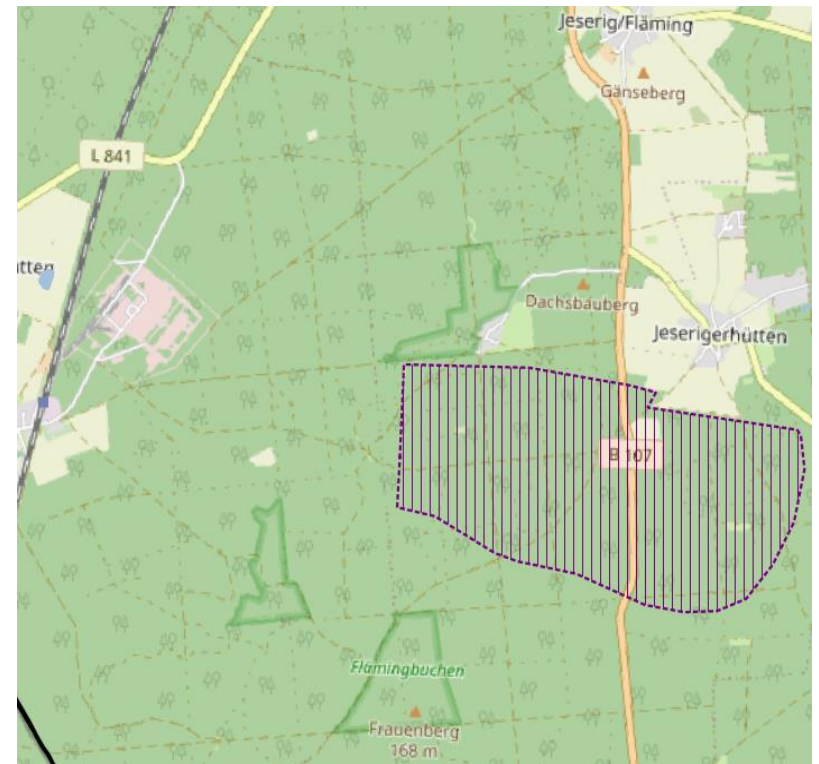 Jeserig/Fläming
Gänseberg
L 841
Dachsbauberg
Jeserigerhütten
B 107
Flämingbuchen
Frauenberg
168 m